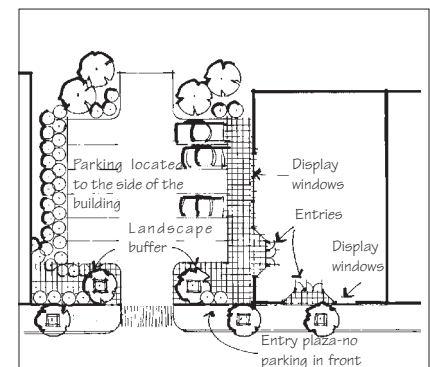 Parking located
to the side of the
building
Landscape
buffer
Display
windows
Entries
Display
windows
Entry plaza-no
parking in front